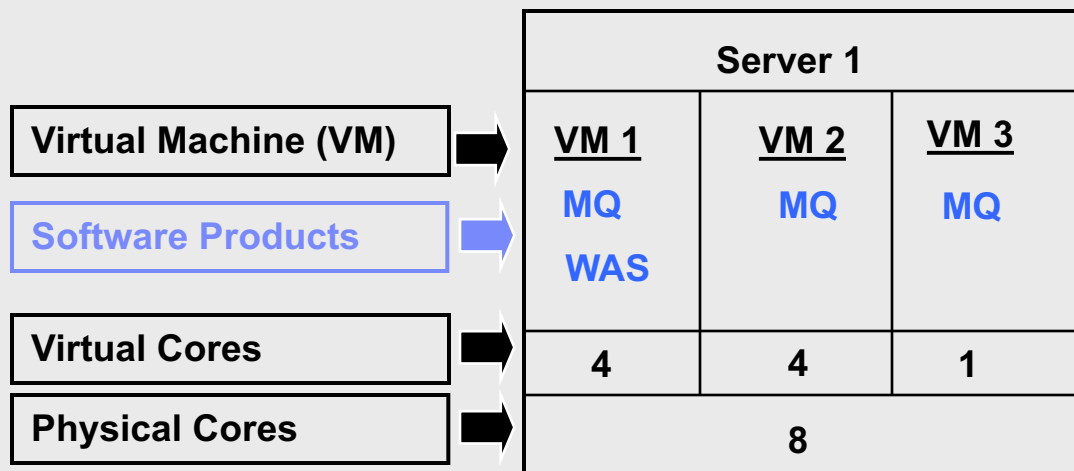 Server 1
Virtual Machine (VM)
VM 1 VM 2 VM 3
Software Products
MQ MQ MQ
WAS
Virtual Cores
4 4 1
Physical Cores
8